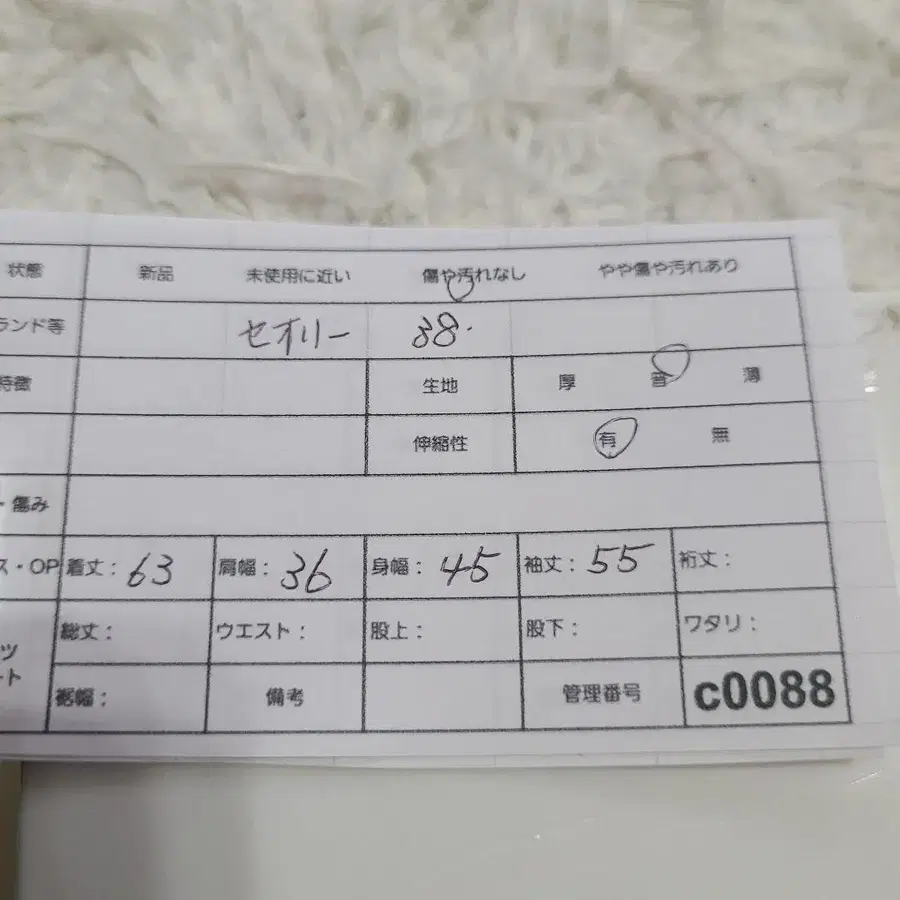 状態 新品 未使用に近い 傷や汚れなし やや傷や汚れあり
ランド等 セオリー 38.
特徴 生地 厚 普 薄
伸縮性 有 無
・傷み
ス・OP 着丈: 63 肩幅: 36 身幅: 45 袖丈: 55 裄丈:
総丈: ウエスト: 股上: 股下: ワタリ:
ツ
ート
裾幅: 備考 管理番号 c0088